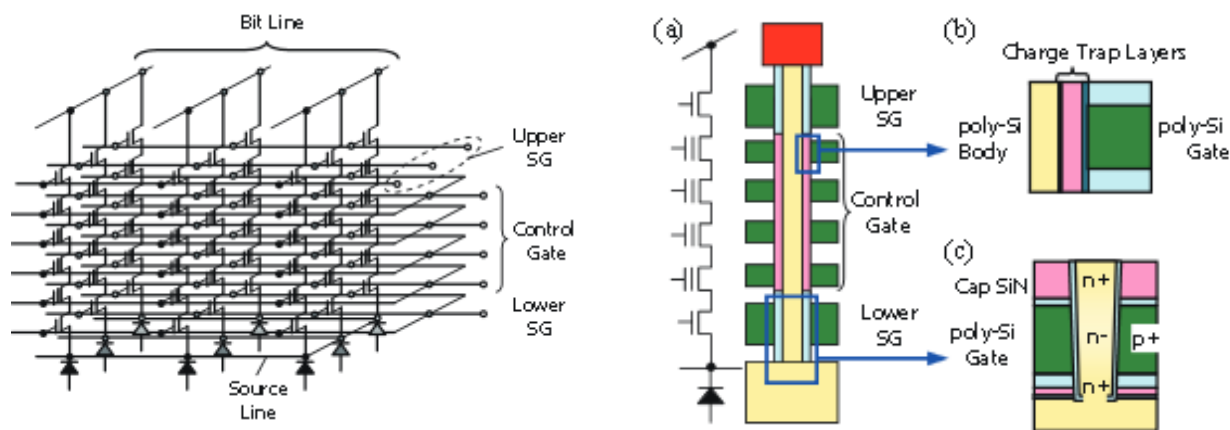 Bit Line
Upper
SG
Control
Gate
Lower
SG
Source
Line
(a)
Upper
SG
Control
Gate
Lower
SG
(b)
Charge Trap Layers
poly-Si
Body
poly-Si
Gate
(c)
Cap SiN
poly-Si
Gate
n+
n-
p+
n+